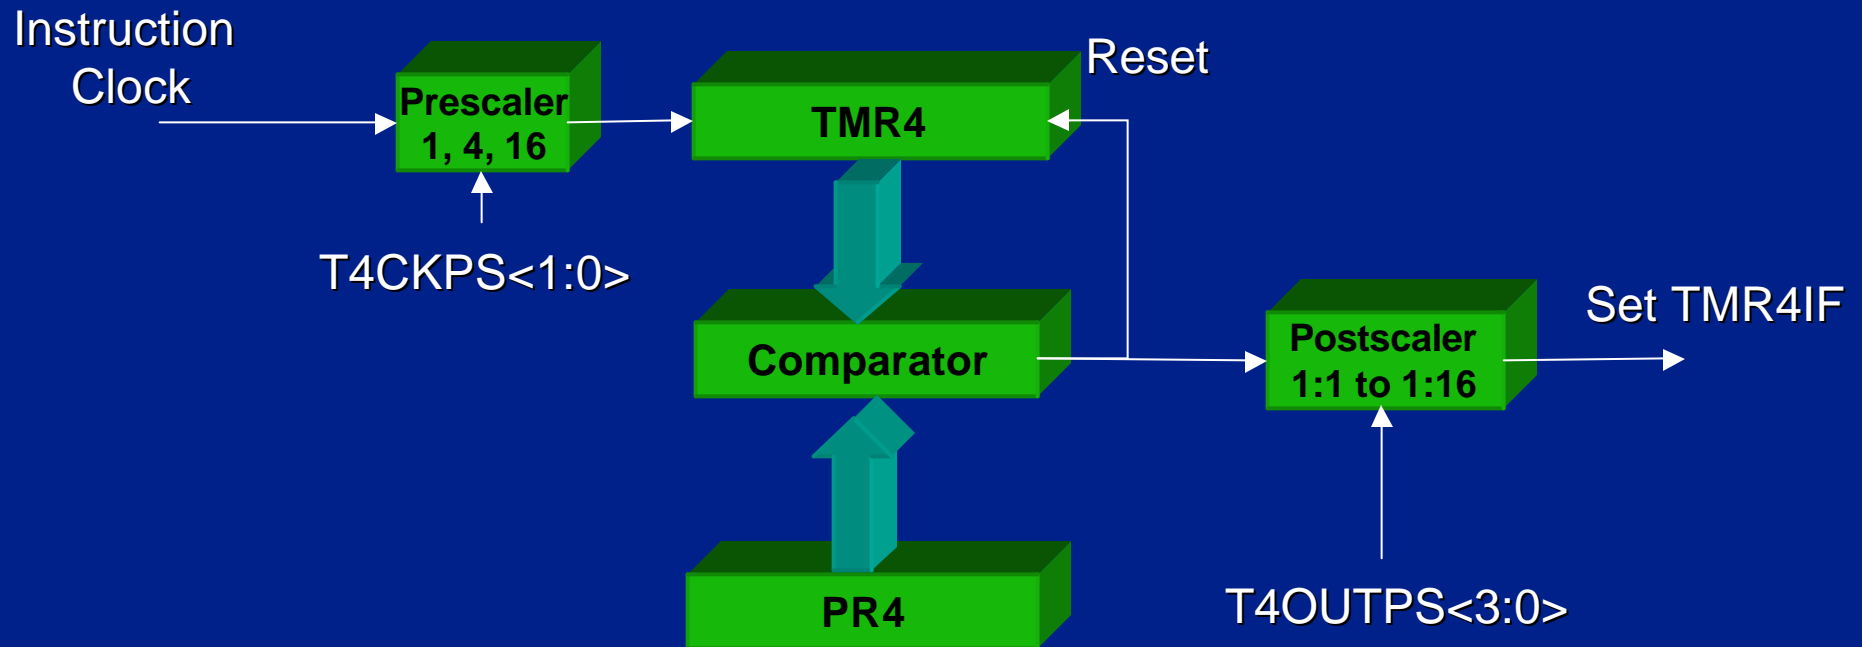 Instruction
Clock
Prescaler
1, 4, 16
TMR4
Reset
T4CKPS<1:0>
Comparator
Postscaler
1:1 to 1:16
Set TMR4IF
PR4
T4OUTPS<3:0>